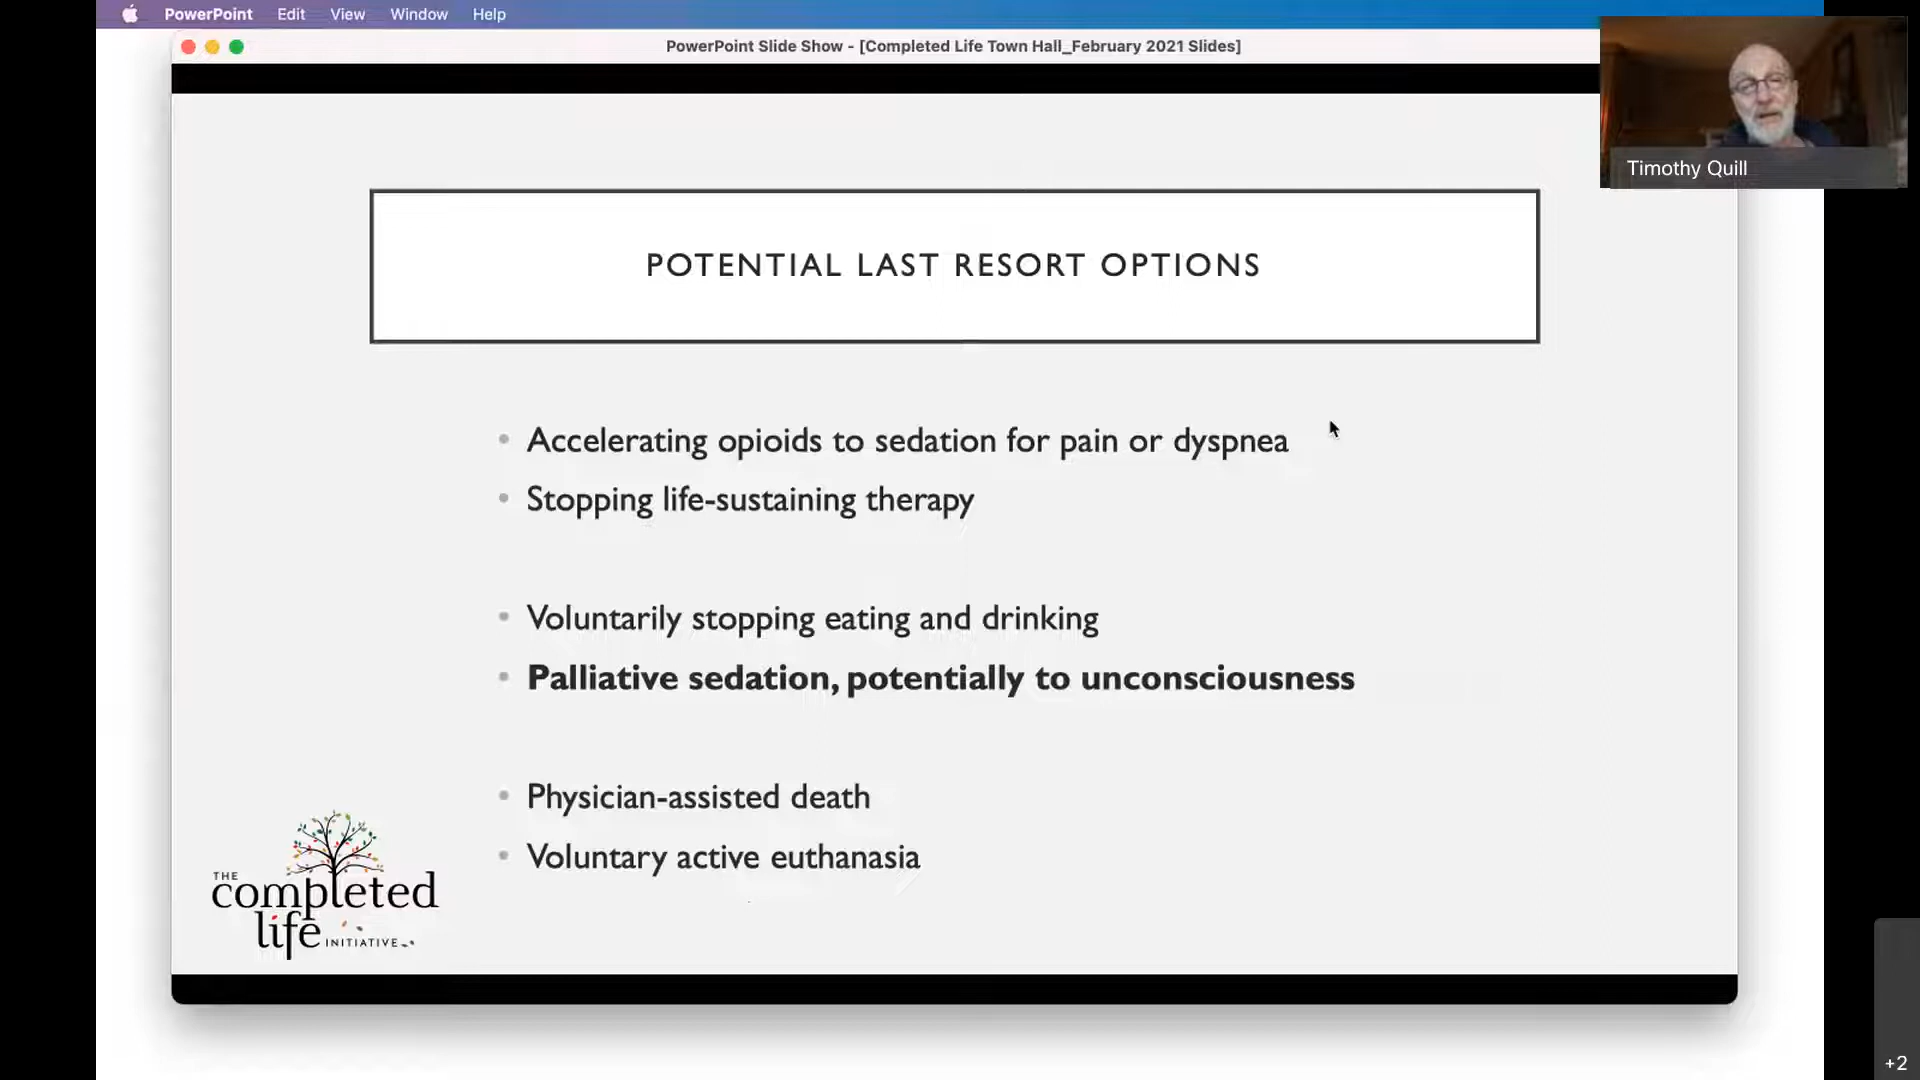 PowerPoint Edit View Window Help
PowerPoint Slide Show - [Completed Life Town Hall_February 2021 Slides]
Timothy Quill
POTENTIAL LAST RESORT OPTIONS
• Accelerating opioids to sedation for pain or dyspnea
• Stopping life-sustaining therapy
• Voluntarily stopping eating and drinking
• Palliative sedation, potentially to unconsciousness
• Physician-assisted death
• Voluntary active euthanasia
THE
completed
life INITIATIVE
+2